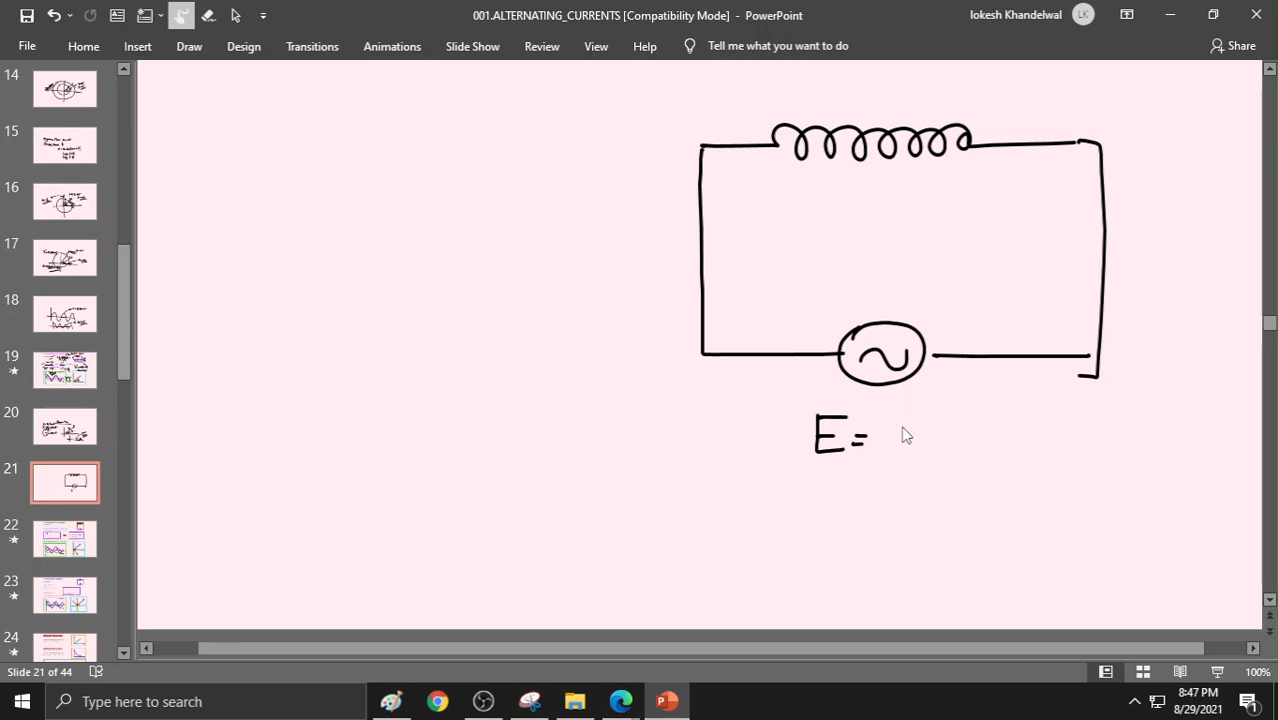 001.ALTERNATING_CURRENTS [Compatibility Mode] - PowerPoint
lokesh Khandelwal
LK
File Home Insert Draw Design Transitions Animations Slide Show Review View Help Tell me what you want to do Share
14
15
16
17
18
19
20
21
22
23
24
E=
Slide 21 of 44
100%
Type here to search
8:47 PM
8/29/2021
1